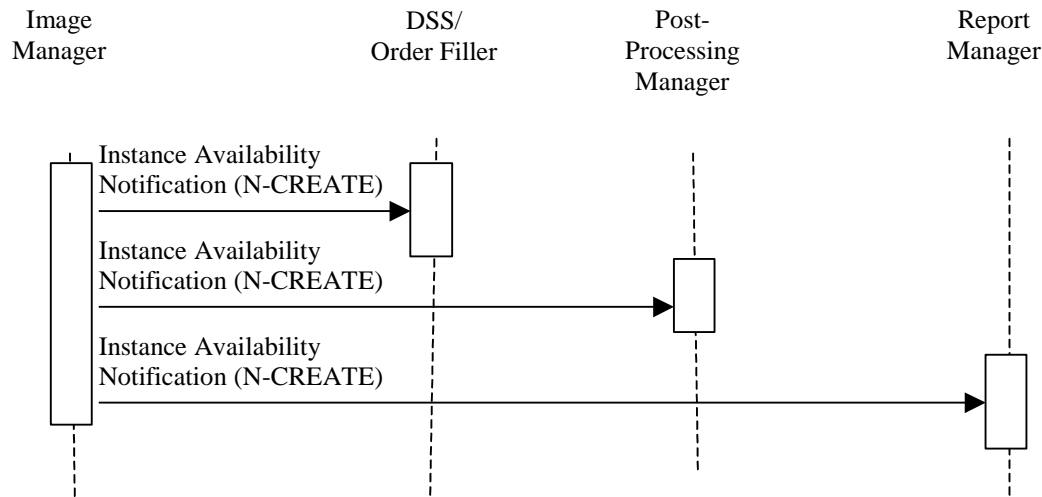 Image
Manager
DSS/
Order Filler
Post-
Processing
Manager
Report
Manager
Instance Availability
Notification (N-CREATE)
Instance Availability
Notification (N-CREATE)
Instance Availability
Notification (N-CREATE)